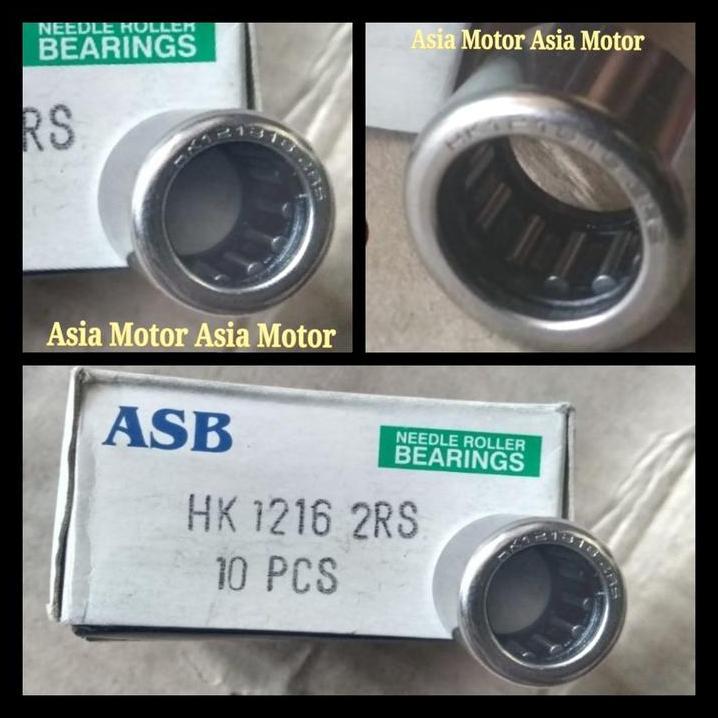 NEEDLE ROLLER
BEARINGS
RS
Asia Motor Asia Motor
Asia Motor Asia Motor
ASB
NEEDLE ROLLER
BEARINGS
HK 1216 2RS
10 PCS